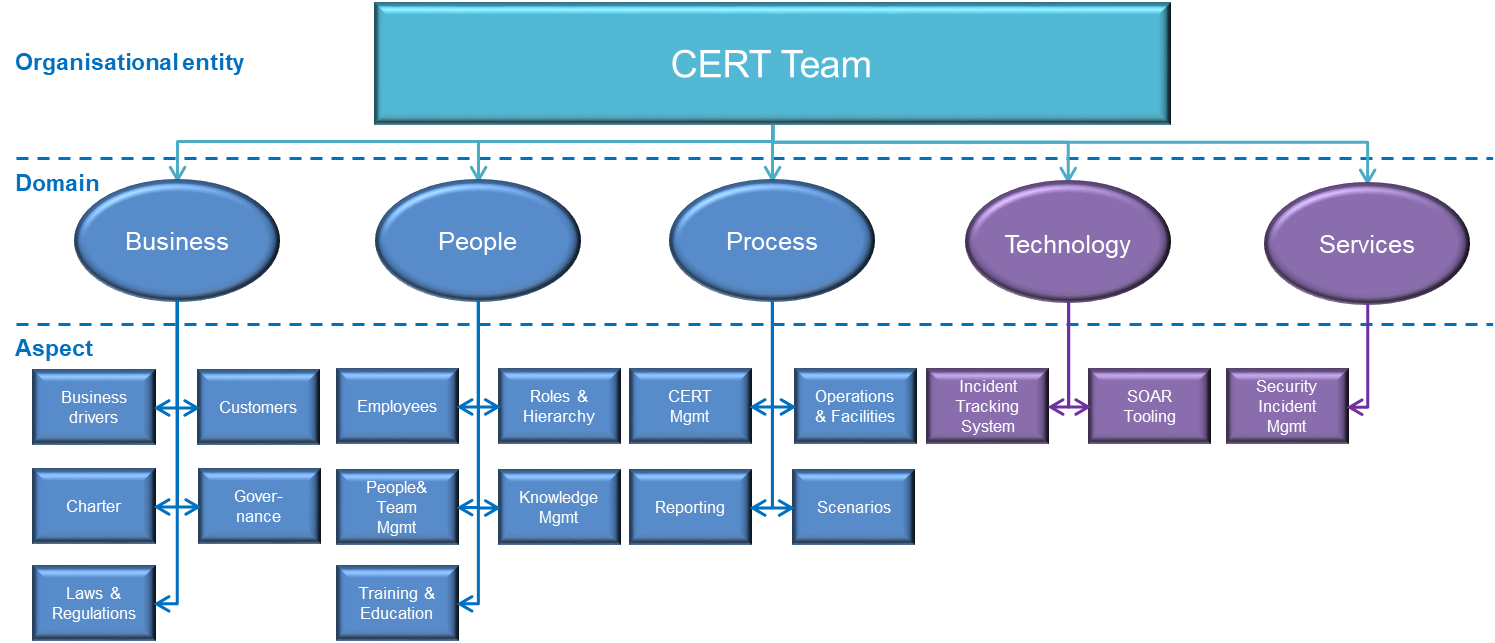 CERT Team
Organisational entity
Domain
Business
People
Process
Technology
Services
Aspect
Business
drivers
Customers
Employees
Roles &
Hierarchy
CERT
Mgmt
Operations
& Facilities
Incident
Tracking
System
SOAR
Tooling
Security
Incident
Mgmt
Charter
Gover-
nance
People&
Team
Mgmt
Knowledge
Mgmt
Reporting
Scenarios
Laws &
Regulations
Training &
Education